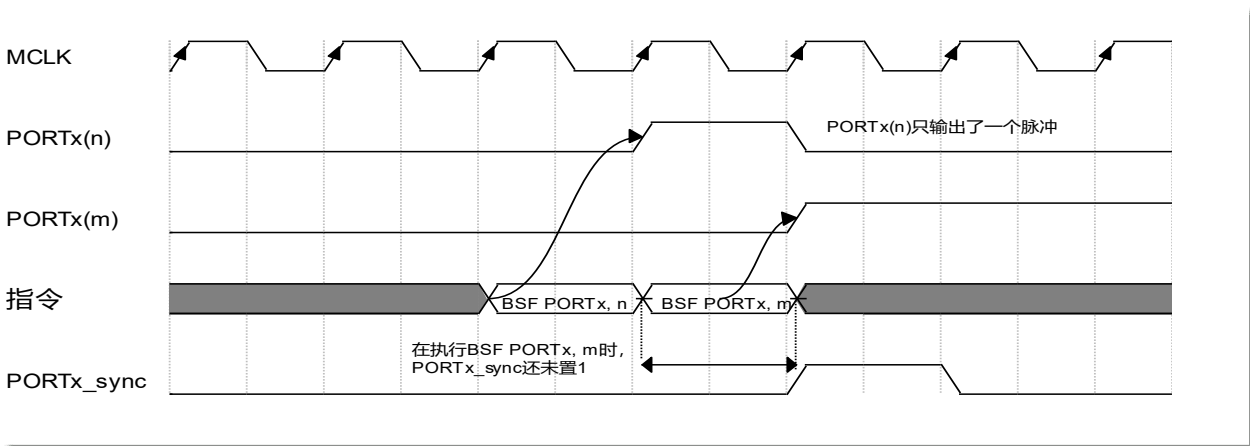 MCLK
PORTx(n)
PORTx(n)只输出了一个脉冲
PORTx(m)
指令
BSF PORTx, n
BSF PORTx, m
在执行BSF PORTx, m时,
PORTx_sync还未置1
PORTx_sync